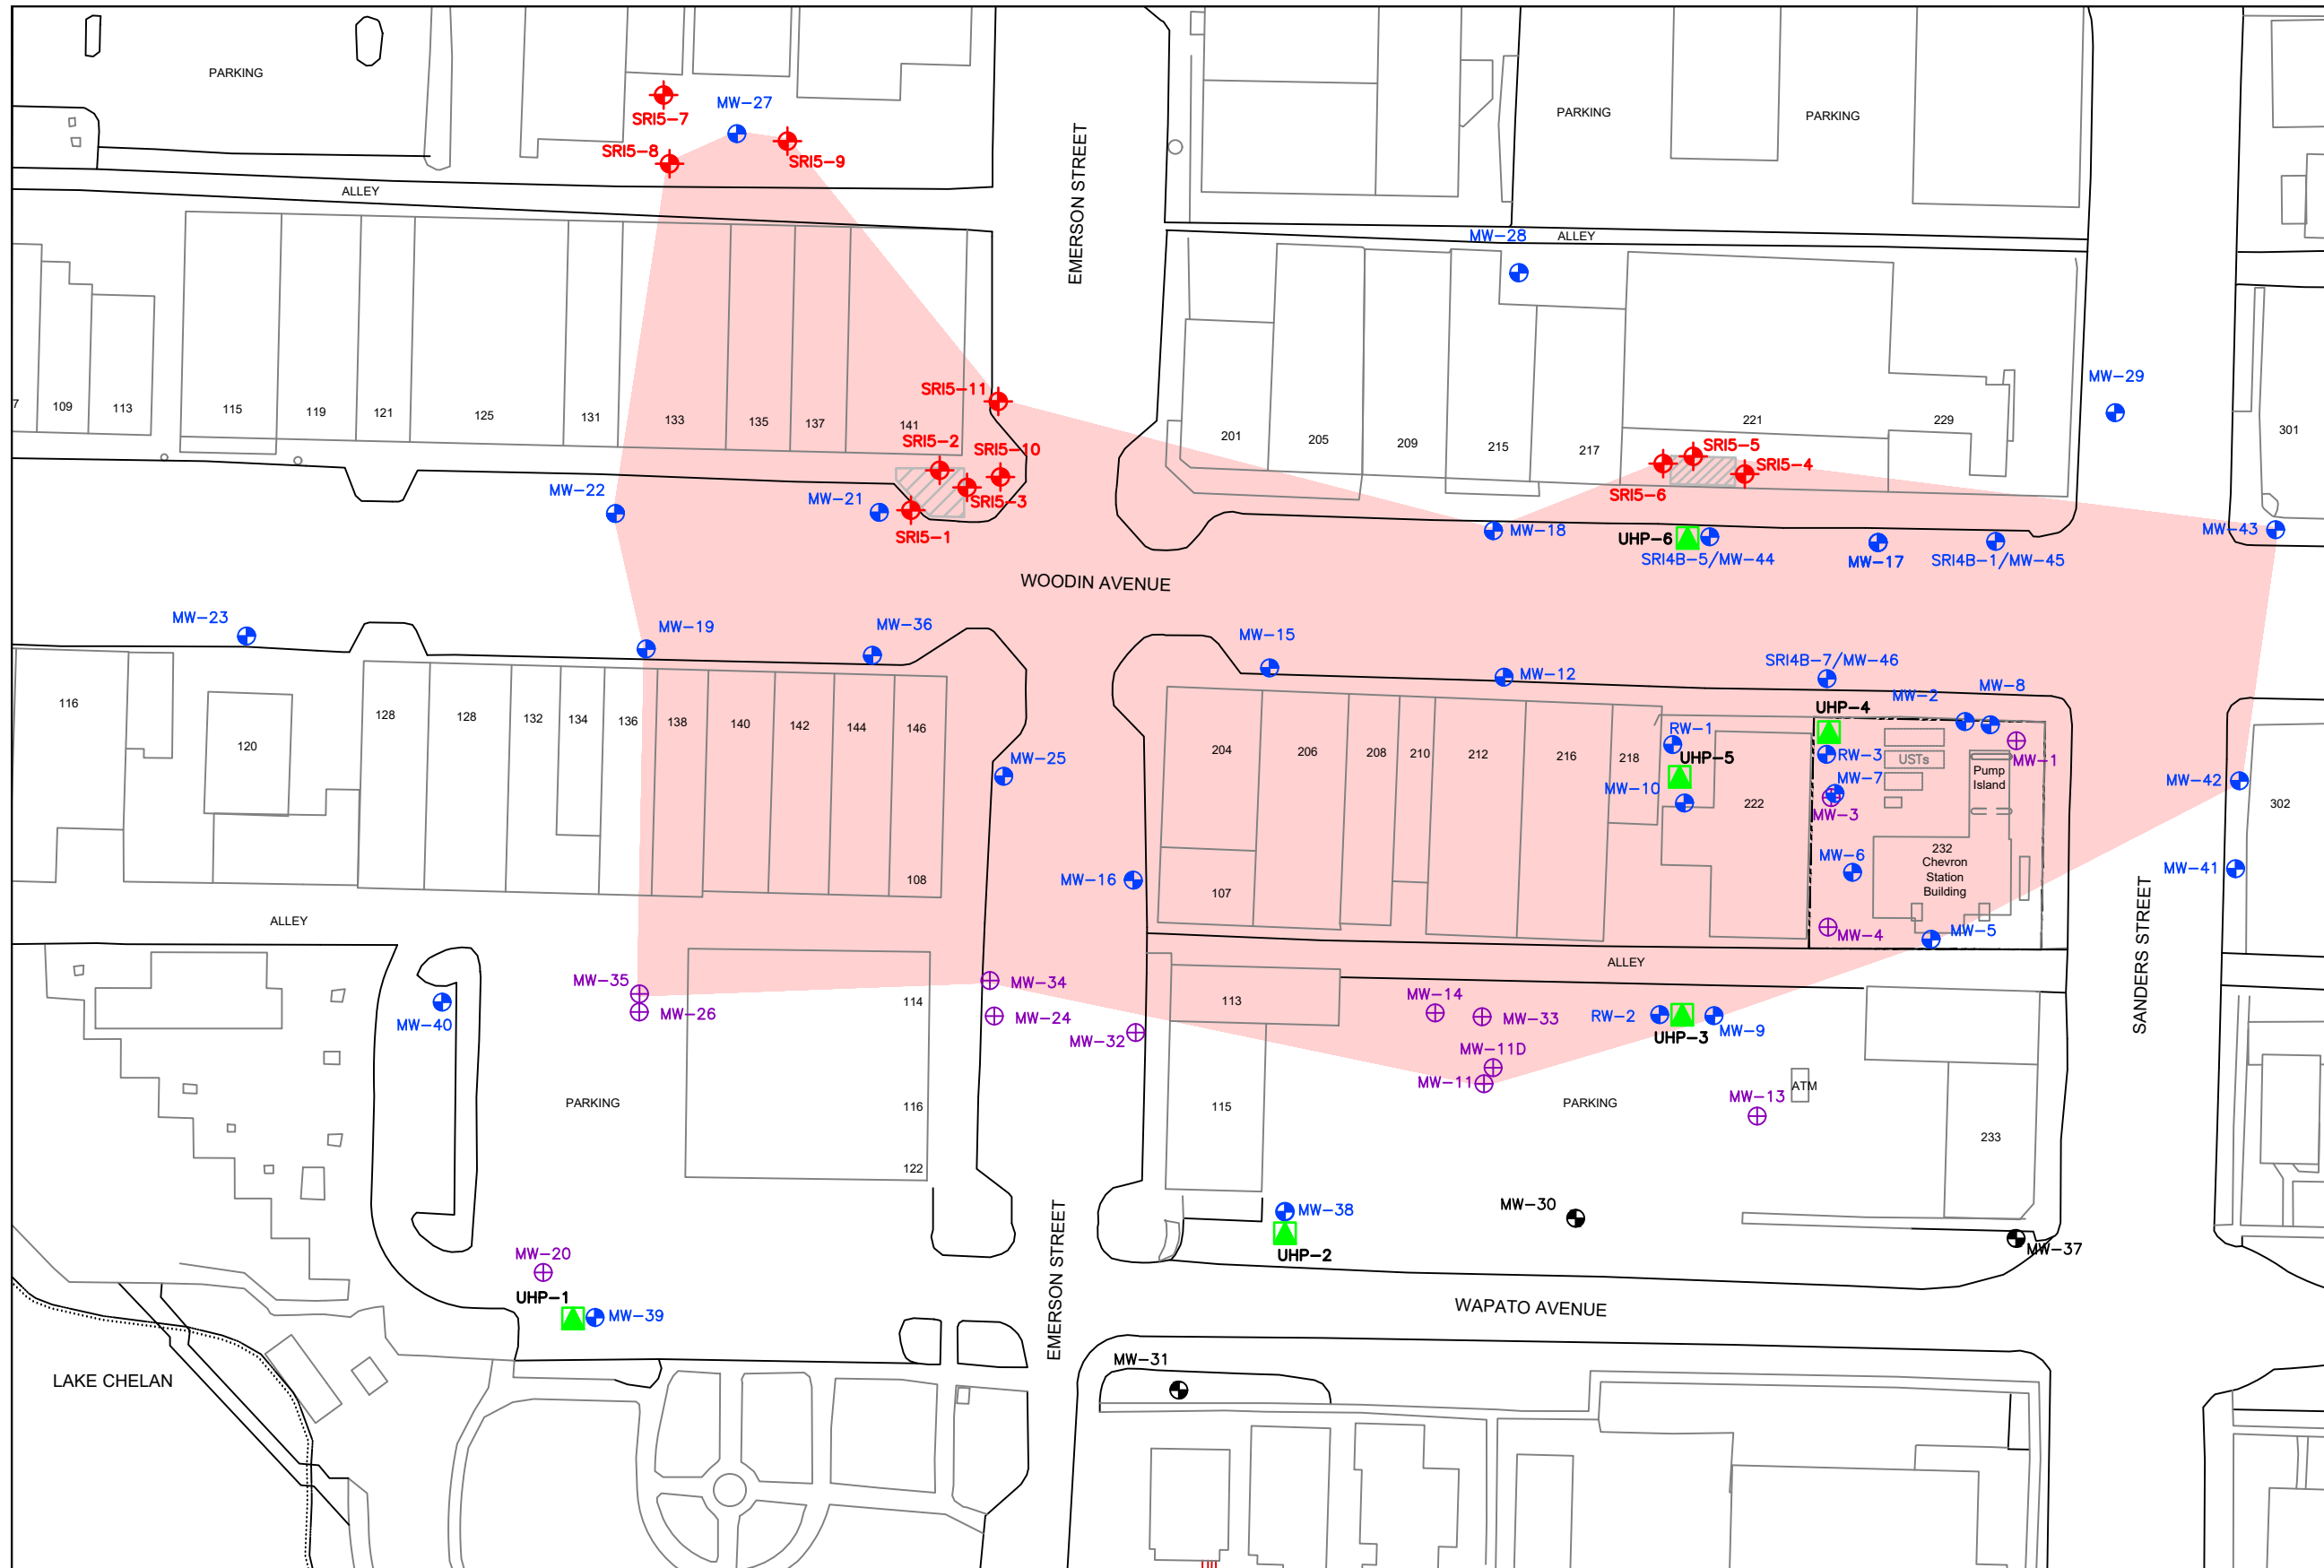 PARKING
MW-27
SRI5-7
SRI5-8
SRI5-9
PARKING
PARKING
ALLEY
EMERSON STREET
MW-28
ALLEY
MW-29
7
109
113
115
119
121
125
131
133
135
137
141
SRI5-11
SRI5-2
SRI5-10
SRI5-3
SRI5-1
201
205
209
215
217
221
229
301
SRI5-5
SRI5-4
SRI5-6
MW-22
MW-21
MW-18
UHP-6
SRI4B-5/MW-44
MW-17
SRI4B-1/MW-45
MW-43
WOODIN AVENUE
MW-23
MW-19
MW-36
MW-15
MW-12
SRI4B-7/MW-46
MW-2
MW-8
116
120
128
128
132
134
136
138
140
142
144
146
108
MW-25
MW-16
204
206
208
210
212
216
218
107
222
RW-1
UHP-5
MW-10
UHP-4
RW-3
MW-7
MW-3
USTs
Pump
Island
MW-1
MW-6
232
Chevron
Station
Building
MW-4
MW-5
MW-42
302
MW-41
SANDERS STREET
ALLEY
ALLEY
MW-35
MW-26
MW-40
114
MW-34
MW-24
MW-32
113
MW-14
MW-33
RW-2
UHP-3
MW-9
MW-11D
MW-11
PARKING
116
115
PARKING
ATM
MW-13
233
122
MW-20
UHP-1
MW-39
EMERSON STREET
MW-38
UHP-2
MW-30
MW-37
WAPATO AVENUE
MW-31
LAKE CHELAN